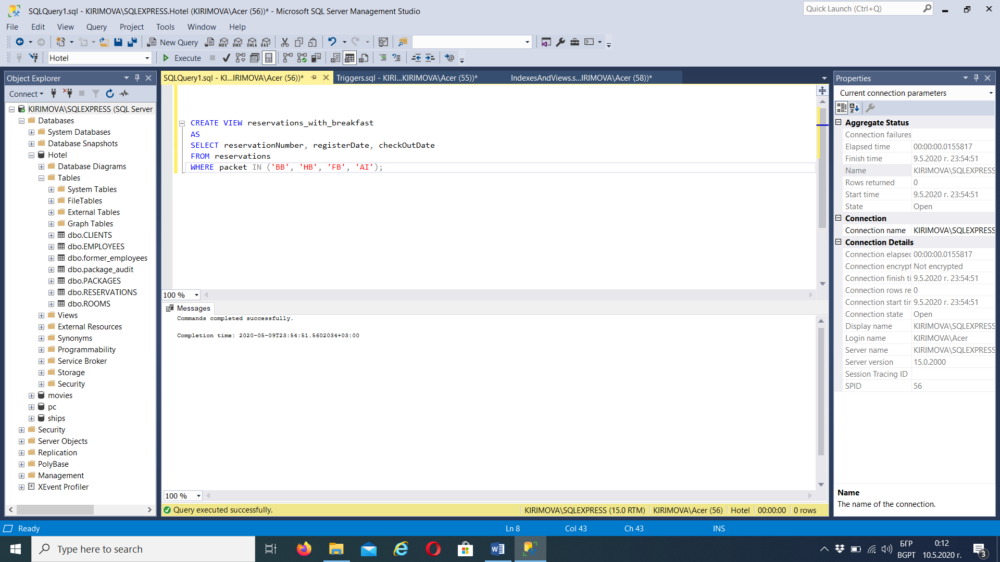 SQLQuery1.sql - KIRIMOVA\SQLEXPRESS.Hotel (KIRIMOVA\Acer (56))* - Microsoft SQL Server Management Studio
Quick Launch (Ctrl+Q)
File Edit View Query Project Tools Window Help
New Query MDX DMX XMLA DAX
Hotel Execute
Object Explorer
Connect
KIRIMOVA\SQLEXPRESS (SQL Server
Databases
System Databases
Database Snapshots
Hotel
Database Diagrams
Tables
System Tables
FileTables
External Tables
Graph Tables
dbo.CLIENTS
dbo.EMPLOYEES
dbo.former_employees
dbo.package_audit
dbo.PACKAGES
dbo.RESERVATIONS
dbo.ROOMS
Views
External Resources
Synonyms
Programmability
Service Broker
Storage
Security
movies
pc
ships
Security
Server Objects
Replication
PolyBase
Management
XEvent Profiler
SQLQuery1.sql - KI...IRIMOVA\Acer (56))* Triggers.sql - KIRI...KIRIMOVA\Acer (55))* IndexesAndViews.s...IRIMOVA\Acer (58))*
CREATE VIEW reservations_with_breakfast
AS
SELECT reservationNumber, registerDate, checkOutDate
FROM reservations
WHERE packet IN ('BB', 'HB', 'FB', 'AI');
100 %
Messages
Commands completed successfully.
Completion time: 2020-05-09T23:54:51.5602034+03:00
100 %
Query executed successfully. KIRIMOVA\SQLEXPRESS (15.0 RTM) KIRIMOVA\Acer (56) Hotel 00:00:00 0 rows
Properties
Current connection parameters
Aggregate Status
Connection failures
Elapsed time 00:00:00.0155817
Finish time 9.5.2020 г. 23:54:51
Name KIRIMOVA\SQLEXPRESS
Rows returned 0
Start time 9.5.2020 г. 23:54:51
State Open
Connection
Connection name KIRIMOVA\SQLEXPRESS
Connection Details
Connection elapsed 00:00:00.0155817
Connection encrypt Not encrypted
Connection finish ti 9.5.2020 г. 23:54:51
Connection rows re 0
Connection start tir 9.5.2020 г. 23:54:51
Connection state Open
Display name KIRIMOVA\SQLEXPRESS
Login name KIRIMOVA\Acer
Server name KIRIMOVA\SQLEXPRESS
Server version 15.0.2000
Session Tracing ID
SPID 56
Name
The name of the connection.
Ready Ln 8 Col 43 Ch 43 INS
Type here to search
БГР 0:12
BGPT 10.5.2020 г. 3